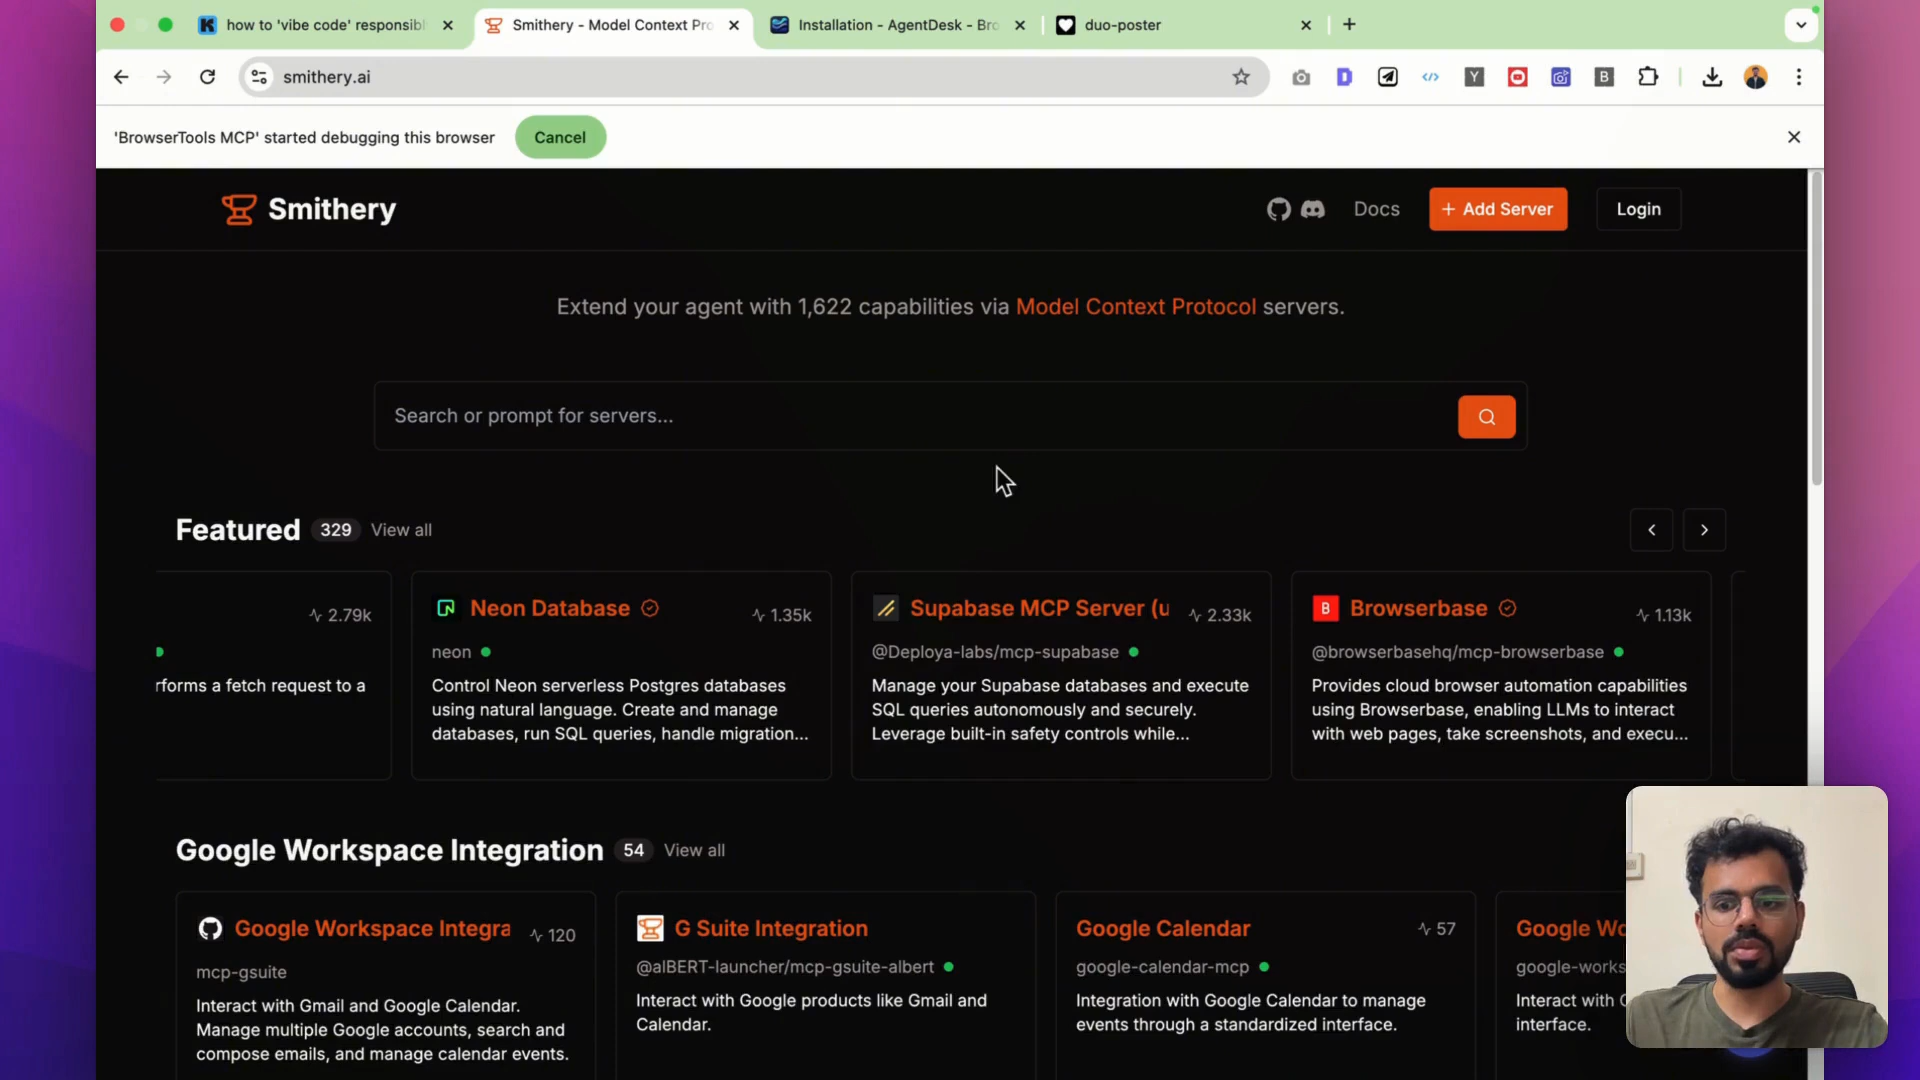 how to 'vibe code' responsibl
Smithery - Model Context Pro
Installation - AgentDesk - Bro
duo-poster
smithery.ai
'BrowserTools MCP' started debugging this browser
Cancel
Smithery
Docs
+ Add Server
Login
Extend your agent with 1,622 capabilities via Model Context Protocol servers.
Search or prompt for servers...
Featured 329 View all
2.79k
rforms a fetch request to a
Neon Database
1.35k
neon
Control Neon serverless Postgres databases
using natural language. Create and manage
databases, run SQL queries, handle migration...
Supabase MCP Server (u
2.33k
@Deploya-labs/mcp-supabase
Manage your Supabase databases and execute
SQL queries autonomously and securely.
Leverage built-in safety controls while...
B
Browserbase
1.13k
@browserbasehq/mcp-browserbase
Provides cloud browser automation capabilities
using Browserbase, enabling LLMs to interact
with web pages, take screenshots, and execu...
Google Workspace Integration 54 View all
Google Workspace Integra
120
mcp-gsuite
Interact with Gmail and Google Calendar.
Manage multiple Google accounts, search and
compose emails, and manage calendar events.
G Suite Integration
@alBERT-launcher/mcp-gsuite-albert
Interact with Google products like Gmail and
Calendar.
Google Calendar
57
google-calendar-mcp
Integration with Google Calendar to manage
events through a standardized interface.
Google Wo
google-works
Interact with G
interface.